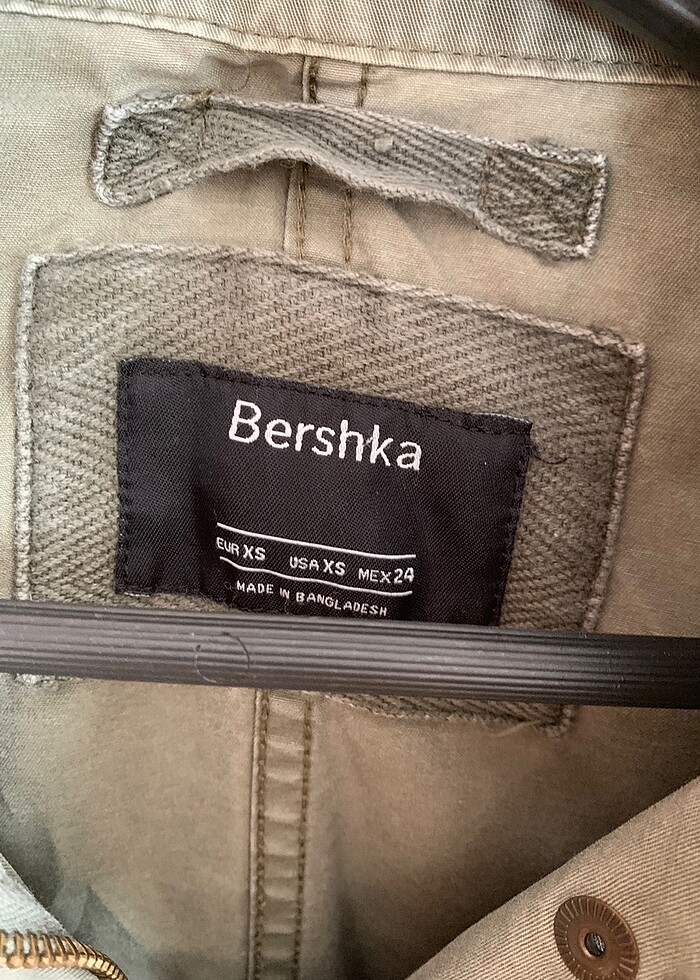 Bershka
EUR XS USA XS MEX 24
MADE IN BANGLADESH